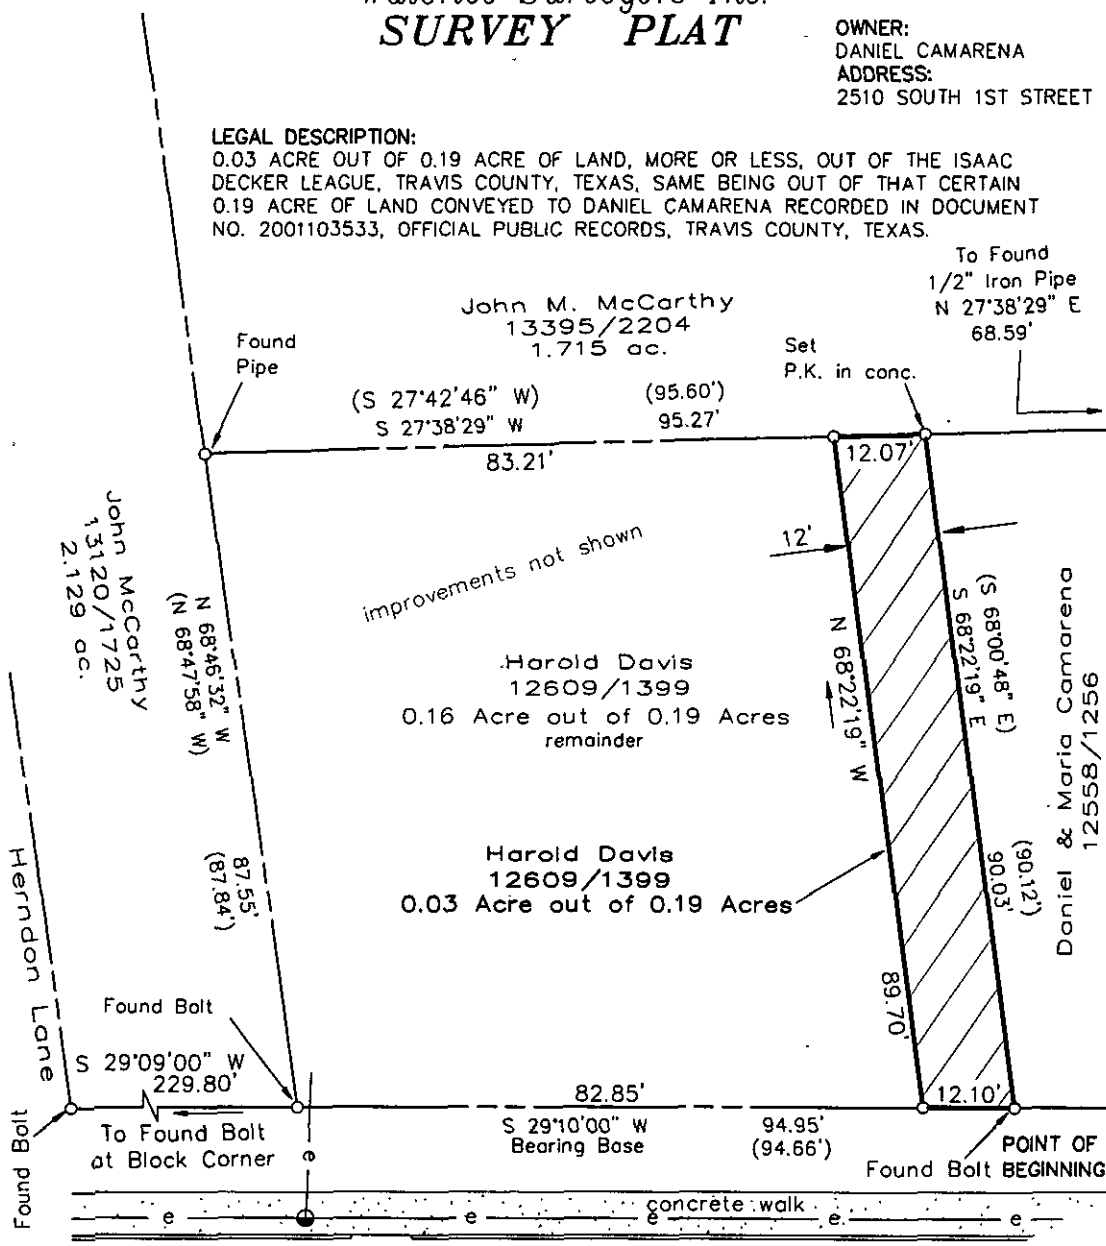 Waterloo Surveyors Inc.
SURVEY PLAT
OWNER:
DANIEL CAMARENA
ADDRESS:
2510 SOUTH 1ST STREET
LEGAL DESCRIPTION:
0.03 ACRE OUT OF 0.19 ACRE OF LAND, MORE OR LESS, OUT OF THE ISAAC
DECKER LEAGUE, TRAVIS COUNTY, TEXAS, SAME BEING OUT OF THAT CERTAIN
0.19 ACRE OF LAND CONVEYED TO DANIEL CAMARENA RECORDED IN DOCUMENT
NO. 2001103533, OFFICIAL PUBLIC RECORDS, TRAVIS COUNTY, TEXAS.
To Found
1/2" Iron Pipe
N 27°38'29" E
68.59'
John M. McCarthy
13395/2204
1.715 ac.
Found
Pipe
Set
P.K. in conc.
(S 27°42'46" W)
(95.60')
S 27°38'29" W
95.27'
83.21'
12.07'
12'
improvements not shown
John McCarthy
13120/1725
2.129 ac.
N 68°46'32" W
(N 68°47'58" W)
87.55'
(87.84')
Harold Davis
12609/1399
0.16 Acre out of 0.19 Acres
remainder
N 68°22'19" W
89.70'
(S 68°00'48" E)
S 68°22'19" E
(90.12')
90.03'
Daniel & Maria Camarena
12558/1256
Harold Davis
12609/1399
0.03 Acre out of 0.19 Acres
Herndon Lane
Found Bolt
S 29°09'00" W
229.80'
To Found Bolt
at Block Corner
Found Bolt
82.85'
12.10'
S 29°10'00" W
94.95'
Bearing Base
(94.66')
POINT OF
Found Bolt BEGINNING
e
concrete walk
e
e
e
e
e